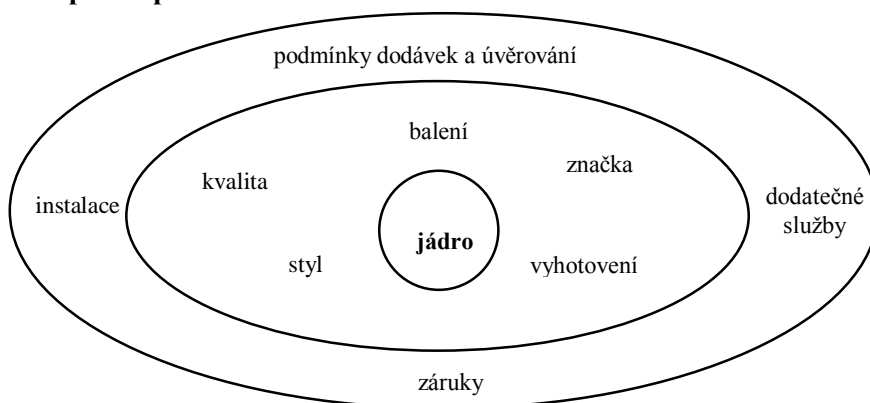 podmínky dodávek a úvěrování
balení
značka
kvalita
instalace
dodatečné
služby
jádro
styl
vyhotovení
záruky